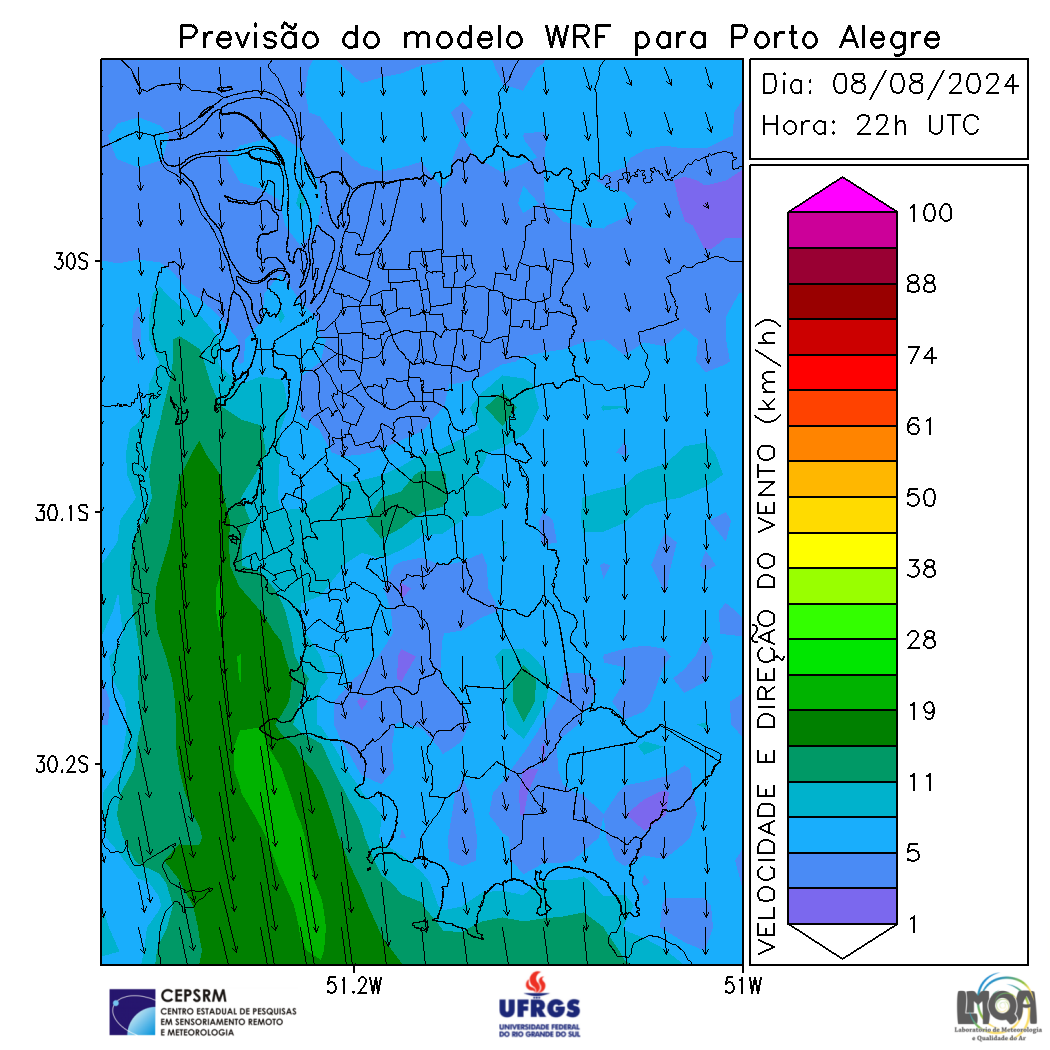 Previsão do modelo WRF para Porto Alegre
Dia: 08/08/2024
Hora: 22h UTC
30S
30.1S
30.2S
51.2W
51W
VELOCIDADE E DIREÇÃO DO VENTO (km/h)
100
88
74
61
50
38
28
19
11
5
1
CEPSRM
CENTRO ESTADUAL DE PESQUISAS
EM SENSORIAMENTO REMOTO
E METEOROLOGIA
UFRGS
UNIVERSIDADE FEDERAL
DO RIO GRANDE DO SUL
LMQA
Laboratório de Meteorologia
e Qualidade do Ar